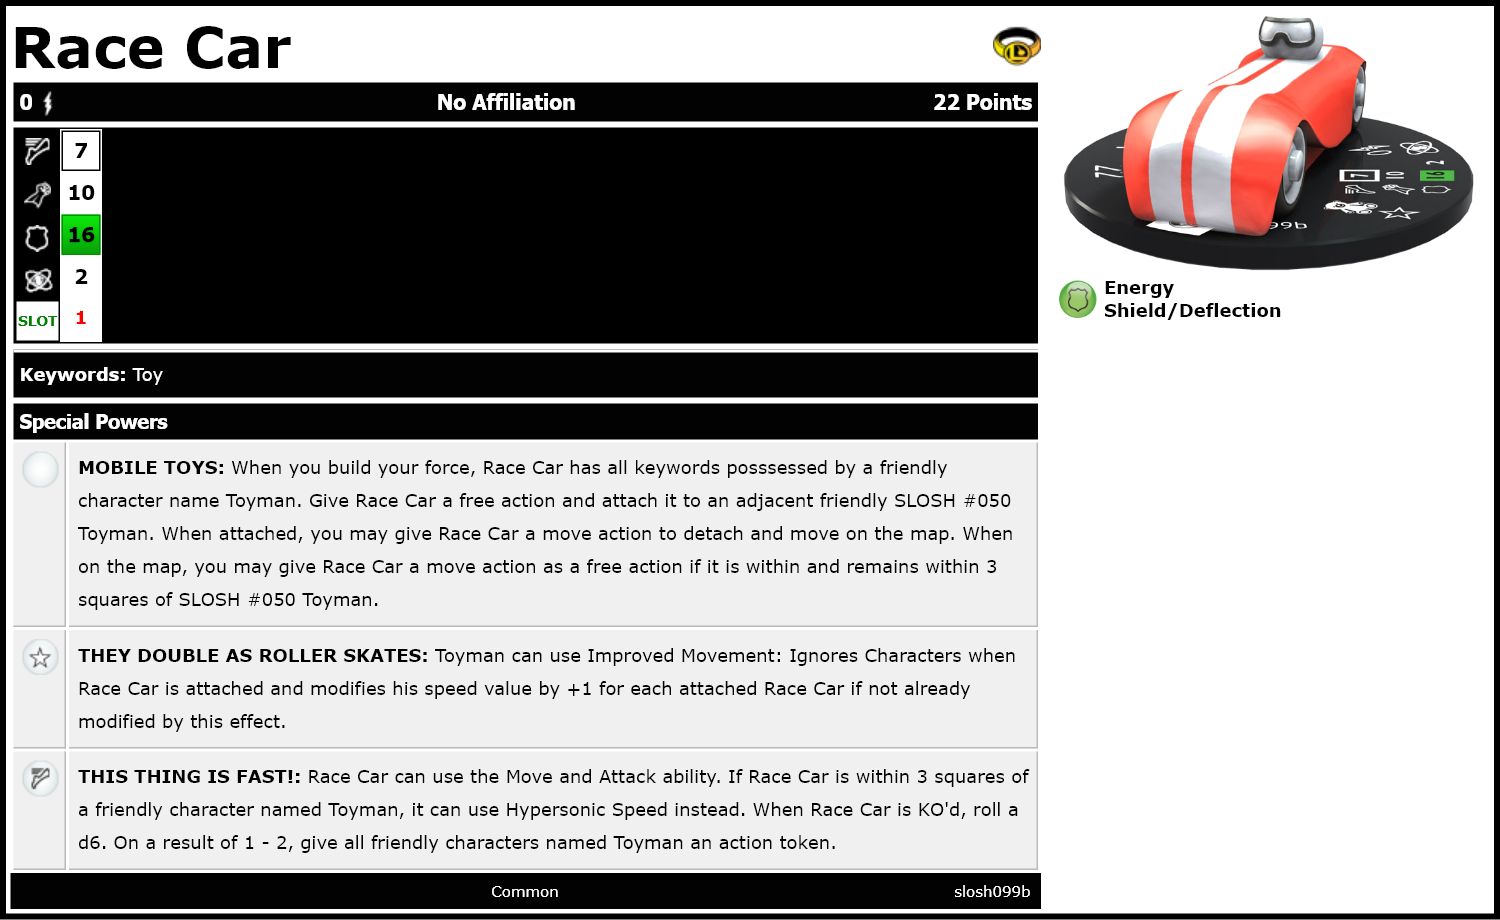 Race Car
0 No Affiliation 22 Points
7
10
16
2
SLOT 1
Keywords: Toy
Special Powers
MOBILE TOYS: When you build your force, Race Car has all keywords posssessed by a friendly
character name Toyman. Give Race Car a free action and attach it to an adjacent friendly SLOSH #050
Toyman. When attached, you may give Race Car a move action to detach and move on the map. When
on the map, you may give Race Car a move action as a free action if it is within and remains within 3
squares of SLOSH #050 Toyman.
THEY DOUBLE AS ROLLER SKATES: Toyman can use Improved Movement: Ignores Characters when
Race Car is attached and modifies his speed value by +1 for each attached Race Car if not already
modified by this effect.
THIS THING IS FAST!: Race Car can use the Move and Attack ability. If Race Car is within 3 squares of
a friendly character named Toyman, it can use Hypersonic Speed instead. When Race Car is KO'd, roll a
d6. On a result of 1 - 2, give all friendly characters named Toyman an action token.
Common slosh099b
7 10 16 2
99b
Energy
Shield/Deflection